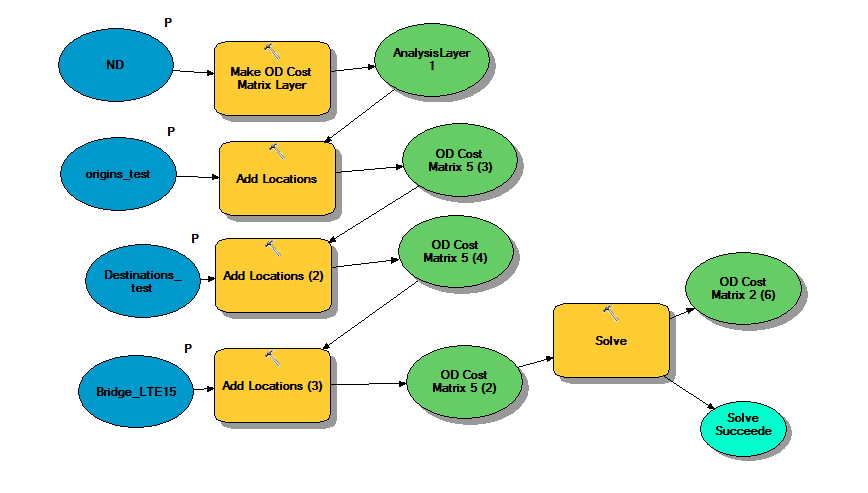 P
ND
Make OD Cost
Matrix Layer
AnalysisLayer
1
P
origins_test
Add Locations
OD Cost
Matrix 5 (3)
P
Destinations_
test
Add Locations (2)
OD Cost
Matrix 5 (4)
P
Bridge_LTE15
Add Locations (3)
OD Cost
Matrix 5 (2)
Solve
OD Cost
Matrix 2 (6)
Solve
Succeede